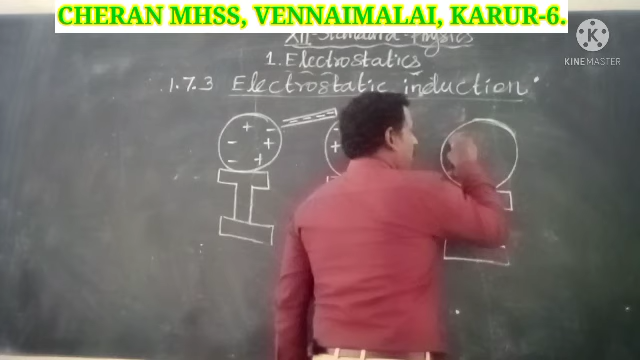 CHERAN MHSS, VENNAIMALAI, KARUR-6.
XII-Standard-Physics
1. Electrostatics
1.7.3 Electrostatic induction
KINEMASTER